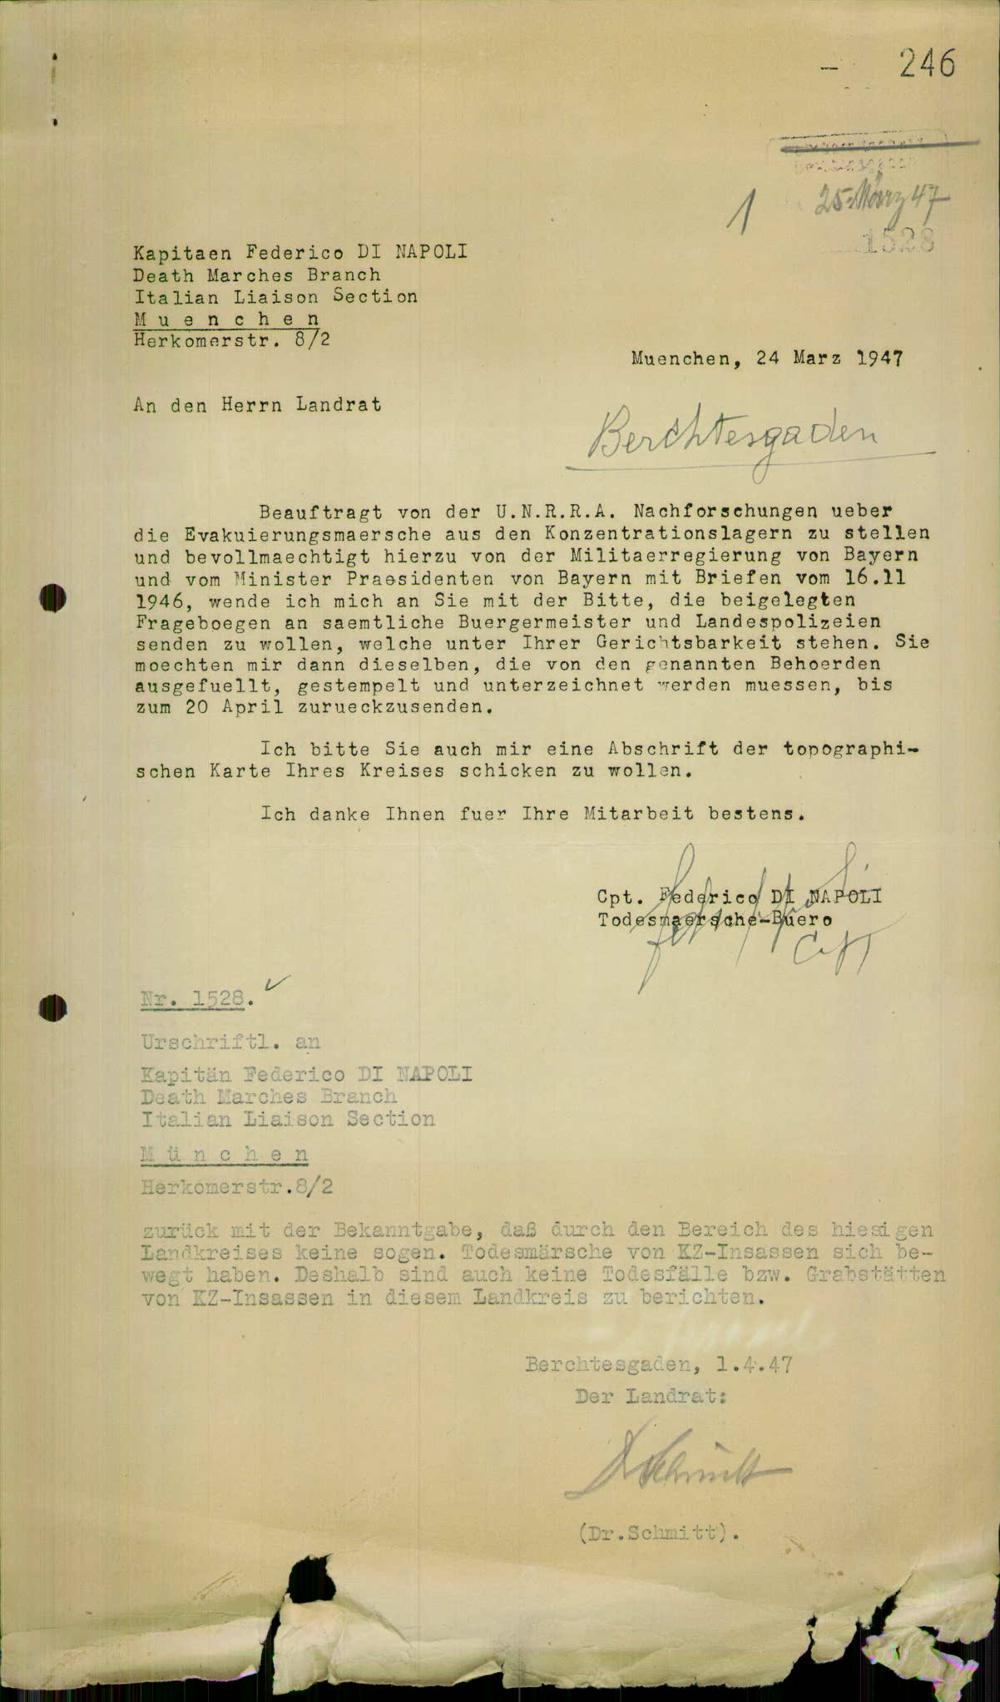 - 246
1 25. März 47
1528
Kapitaen Federico DI NAPOLI
Death Marches Branch
Italian Liaison Section
M u e n c h e n
Herkomerstr. 8/2
Muenchen, 24 Marz 1947
An den Herrn Landrat
Berchtesgaden
Beauftragt von der U.N.R.R.A. Nachforschungen ueber
die Evakuierungsmaersche aus den Konzentrationslagern zu stellen
und bevollmaechtigt hierzu von der Militaerregierung von Bayern
und vom Minister Praesidenten von Bayern mit Briefen vom 16.11
1946, wende ich mich an Sie mit der Bitte, die beigelegten
Frageboegen an saemtliche Buergermeister und Landespolizeien
senden zu wollen, welche unter Ihrer Gerichtsbarkeit stehen. Sie
moechten mir dann dieselben, die von den genannten Behoerden
ausgefuellt, gestempelt und unterzeichnet werden muessen, bis
zum 20 April zurueckzusenden.
Ich bitte Sie auch mir eine Abschrift der topographi-
schen Karte Ihres Kreises schicken zu wollen.
Ich danke Ihnen fuer Ihre Mitarbeit bestens.
Cpt. Federico DI NAPOLI
Todesmaersche-Buero
Nr. 1528.
Urschriftl. an
Kapitän Federico DI NAPOLI
Death Marches Branch
Italian Liaison Section
M ü n c h e n
Herkomerstr.8/2
zurück mit der Bekanntgabe, daß durch den Bereich des hiesigen
Landkreises keine sogen. Todesmärsche von KZ-Insassen sich be-
wegt haben. Deshalb sind auch keine Todesfälle bzw. Grabstätten
von KZ-Insassen in diesem Landkreis zu berichten.
Berchtesgaden, 1.4.47
Der Landrat:
Schmitt
(Dr.Schmitt).